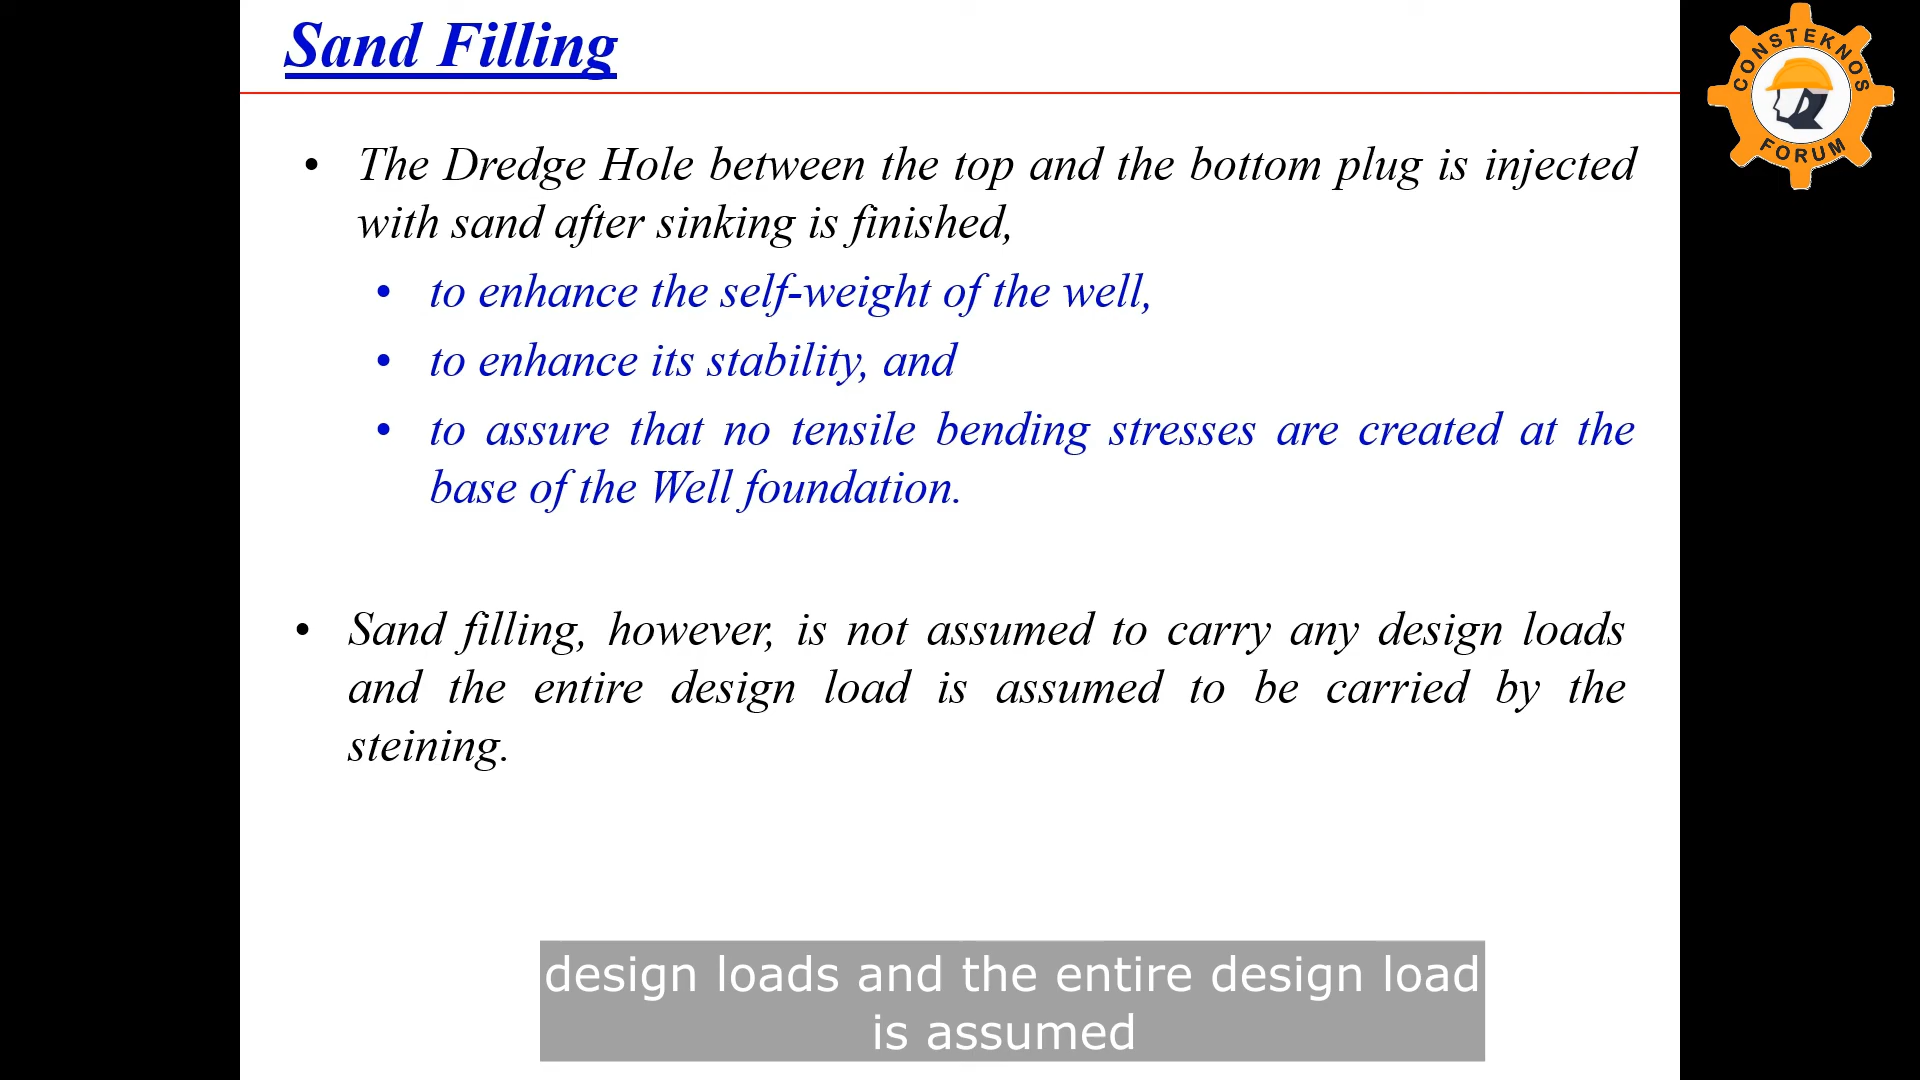 Sand Filling
CONSTEKNOS
FORUM
• The Dredge Hole between the top and the bottom plug is injected
with sand after sinking is finished,
• to enhance the self-weight of the well,
• to enhance its stability, and
• to assure that no tensile bending stresses are created at the
base of the Well foundation.
• Sand filling, however, is not assumed to carry any design loads
and the entire design load is assumed to be carried by the
steining.
design loads and the entire design load
is assumed